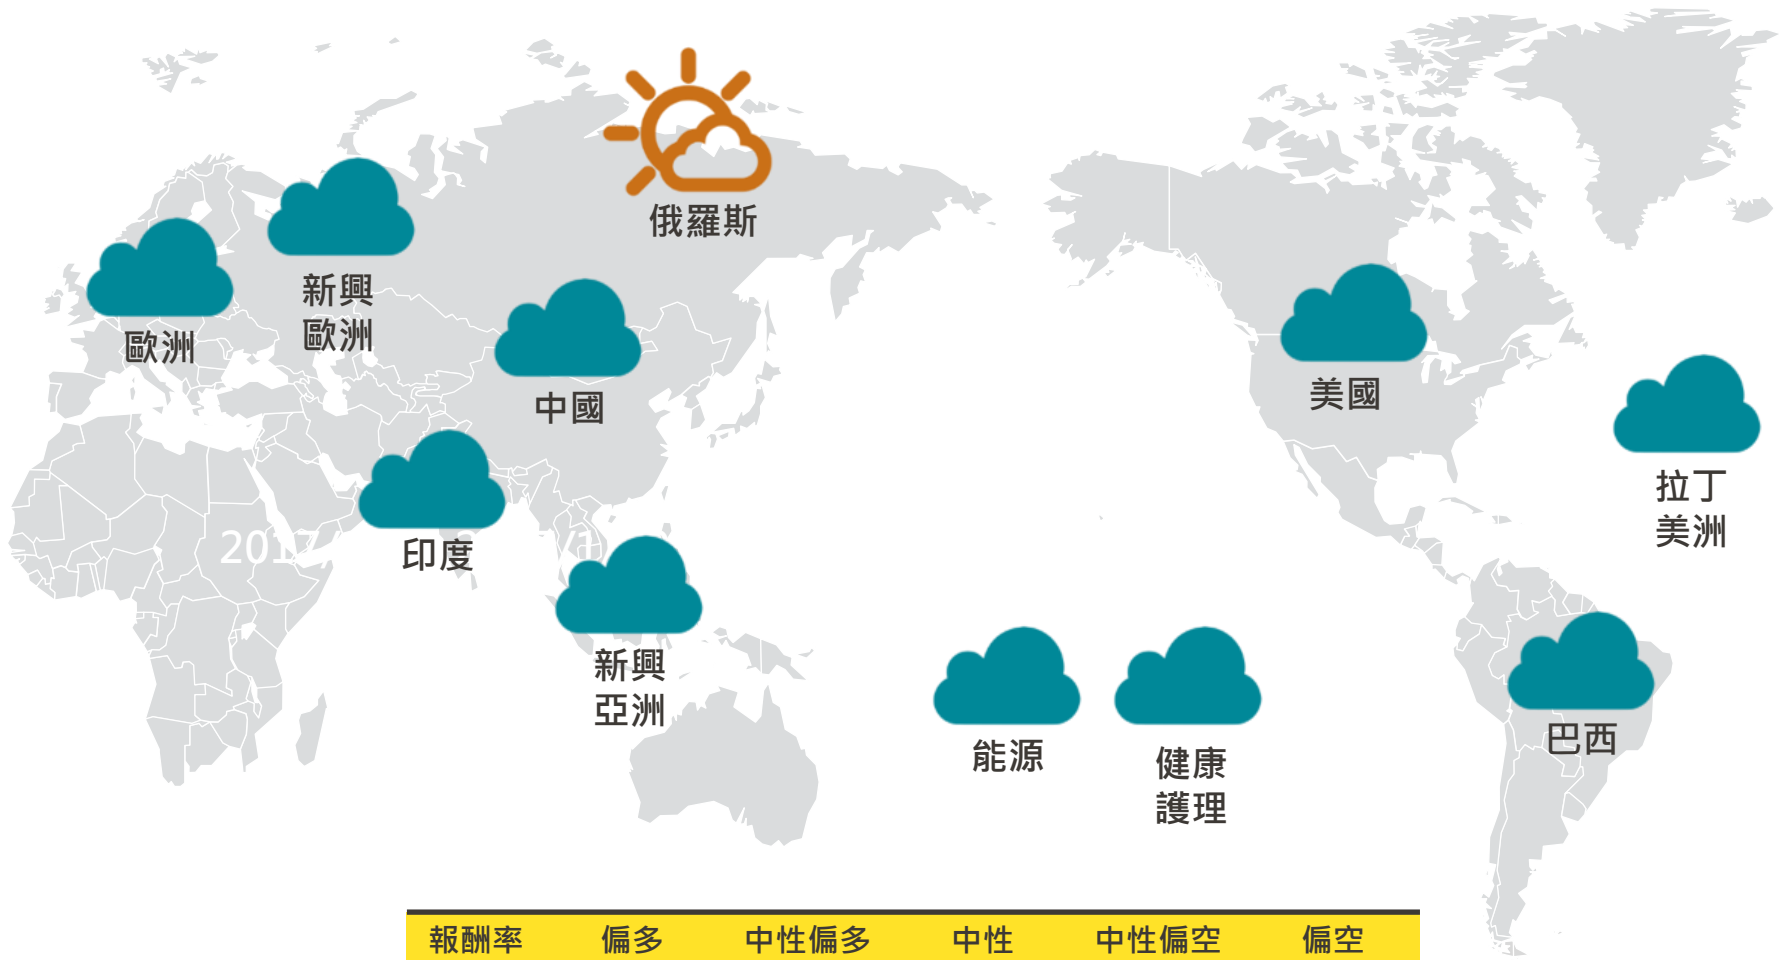 俄羅斯
新興
歐洲
歐洲
中國
美國
拉丁
美洲
印度
2017
新興
亞洲
能源
健康
護理
巴西
報酬率 偏多 中性偏多 中性 中性偏空 偏空